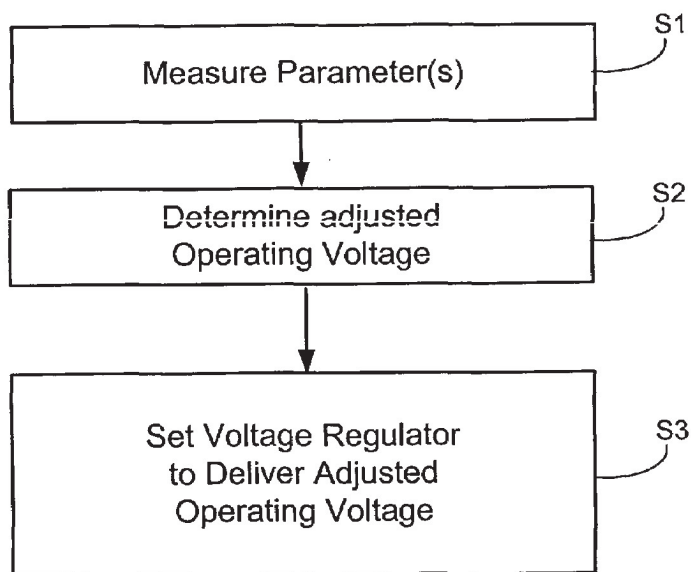 S1
Measure Parameter(s)
S2
Determine adjusted
Operating Voltage
S3
Set Voltage Regulator
to Deliver Adjusted
Operating Voltage